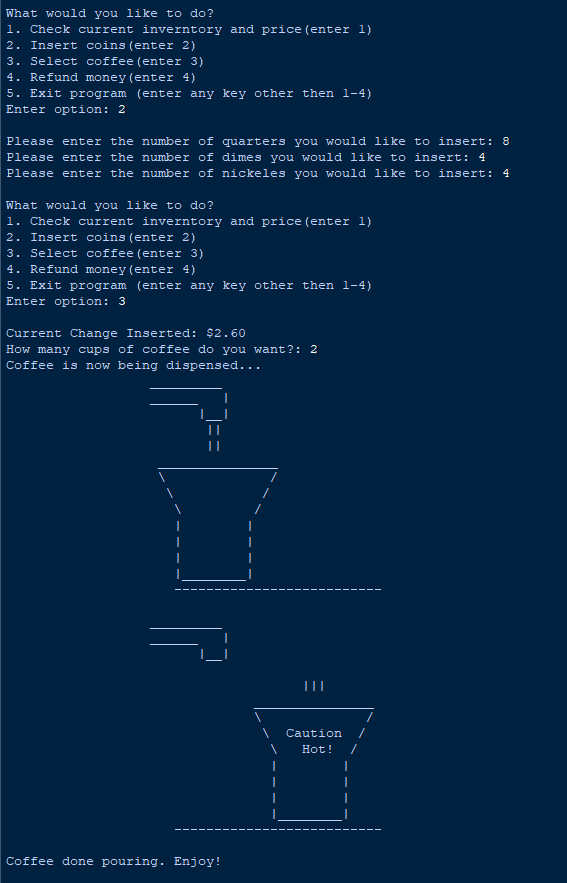 What would you like to do?
1. Check current inverntory and price(enter 1)
2. Insert coins(enter 2)
3. Select coffee(enter 3)
4. Refund money(enter 4)
5. Exit program (enter any key other then 1-4)
Enter option: 2
Please enter the number of quarters you would like to insert: 8
Please enter the number of dimes you would like to insert: 4
Please enter the number of nickeles you would like to insert: 4
What would you like to do?
1. Check current inverntory and price(enter 1)
2. Insert coins(enter 2)
3. Select coffee(enter 3)
4. Refund money(enter 4)
5. Exit program (enter any key other then 1-4)
Enter option: 3
Current Change Inserted: $2.60
How many cups of coffee do you want?: 2
Coffee is now being dispensed...
Caution
Hot!
Coffee done pouring. Enjoy!